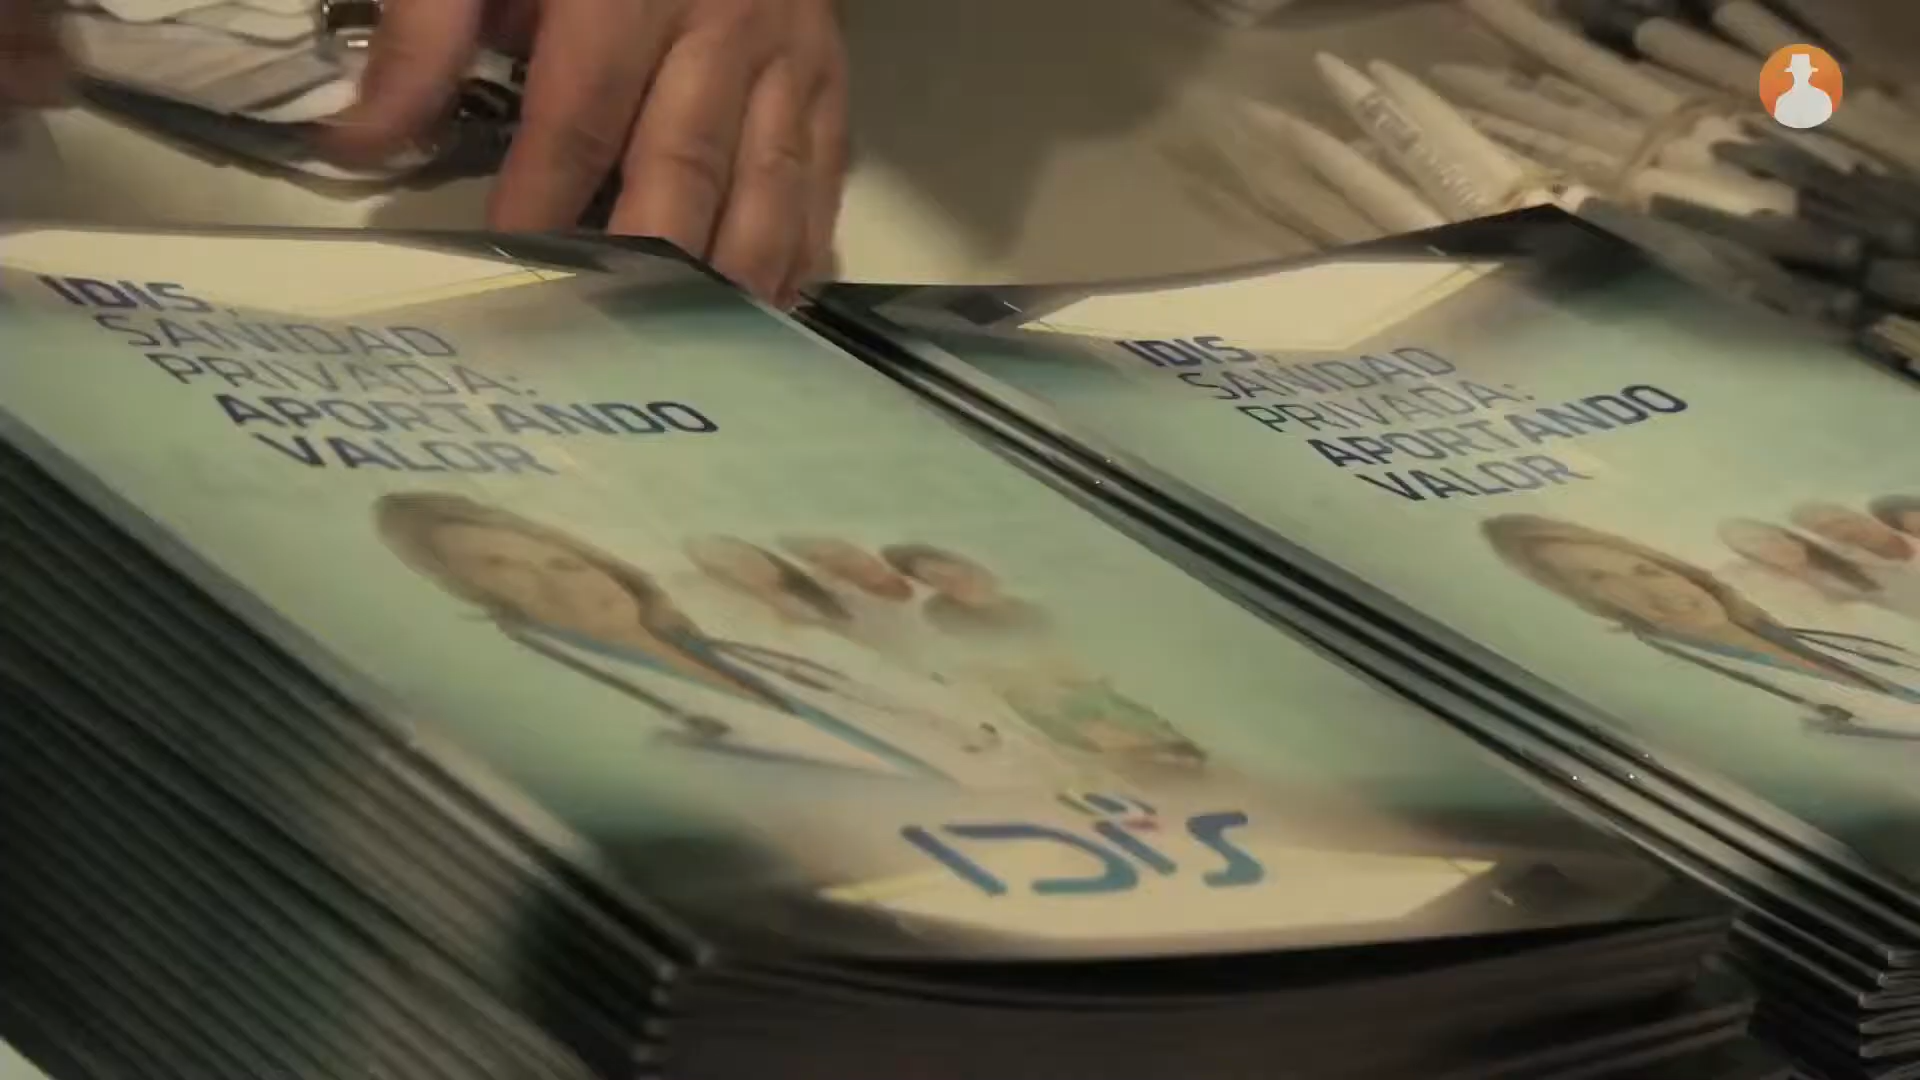 IDIS,
SANIDAD
PRIVADA:
APORTANDO
VALOR
IDIS
IDIS,
SANIDAD
PRIVADA:
APORTANDO
VALOR